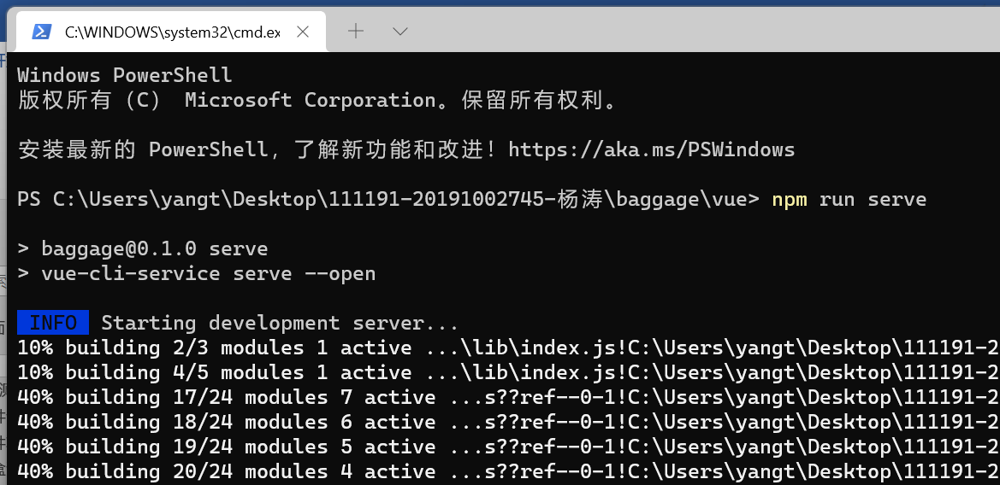 C:\WINDOWS\system32\cmd.ex
Windows PowerShell
版权所有 (C) Microsoft Corporation。保留所有权利。
安装最新的 PowerShell，了解新功能和改进！https://aka.ms/PSWindows
PS C:\Users\yangt\Desktop\111191-20191002745-杨涛\baggage\vue> npm run serve
> baggage@0.1.0 serve
> vue-cli-service serve --open
INFO Starting development server...
10% building 2/3 modules 1 active ...\lib\index.js!C:\Users\yangt\Desktop\111191-2
10% building 4/5 modules 1 active ...\lib\index.js!C:\Users\yangt\Desktop\111191-2
40% building 17/24 modules 7 active ...s??ref--0-1!C:\Users\yangt\Desktop\111191-2
40% building 18/24 modules 6 active ...s??ref--0-1!C:\Users\yangt\Desktop\111191-2
40% building 19/24 modules 5 active ...s??ref--0-1!C:\Users\yangt\Desktop\111191-2
40% building 20/24 modules 4 active ...s??ref--0-1!C:\Users\yangt\Desktop\111191-2